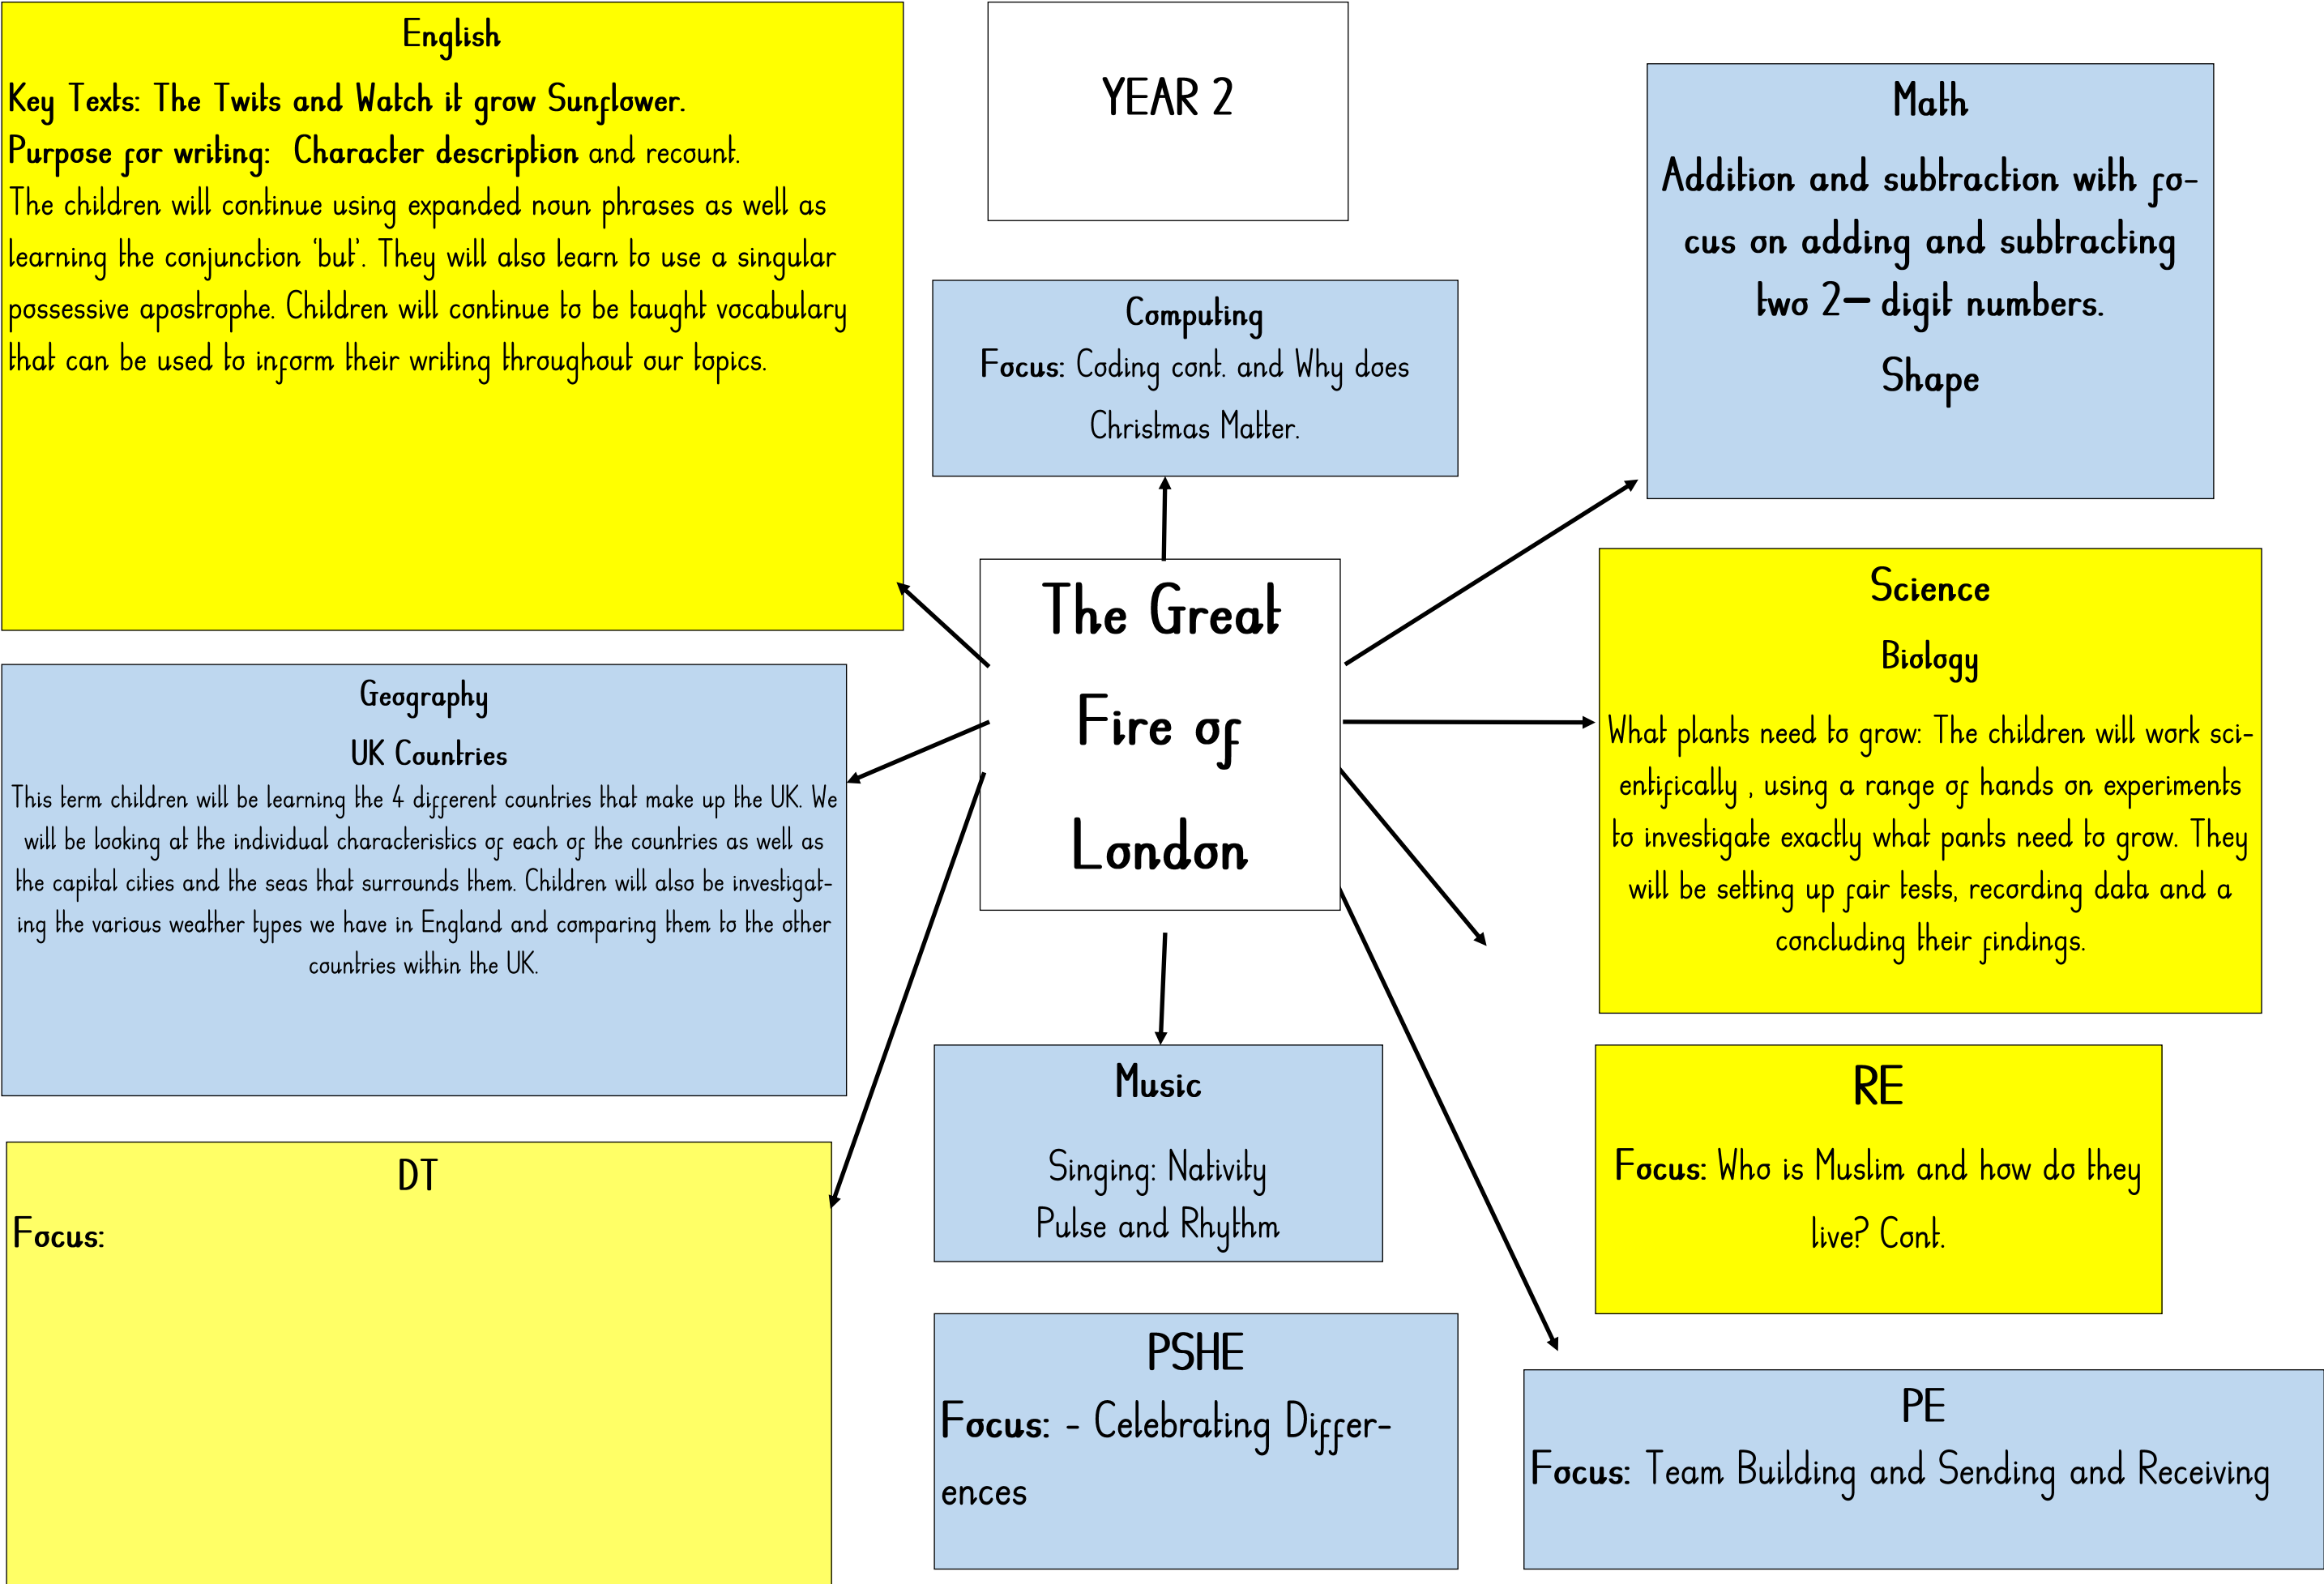 English
Key Texts: The Twits and Watch it grow Sunflower.
Purpose for writing:  Character description and recount.
The children will continue using expanded noun phrases as well as
learning the conjunction ‘but’. They will also learn to use a singular
possessive apostrophe. Children will continue to be taught vocabulary
that can be used to inform their writing throughout our topics.
YEAR 2
Computing
Focus: Coding cont. and Why does
Christmas Matter.
Math
Addition and subtraction with fo-
cus on adding and subtracting
two 2– digit numbers.
Shape
The Great
Fire of
London
Science
Biology
What plants need to grow: The children will work sci-
entifically , using a range of hands on experiments
to investigate exactly what pants need to grow. They
will be setting up fair tests, recording data and a
concluding their findings.
Geography
UK Countries
This term children will be learning the 4 different countries that make up the UK. We
will be looking at the individual characteristics of each of the countries as well as
the capital cities and the seas that surrounds them. Children will also be investigat-
ing the various weather types we have in England and comparing them to the other
countries within the UK.
Music
Singing: Nativity
Pulse and Rhythm
RE
Focus: Who is Muslim and how do they
live? Cont.
DT
Focus:
PSHE
Focus: - Celebrating Differ-
ences
PE
Focus: Team Building and Sending and Receiving